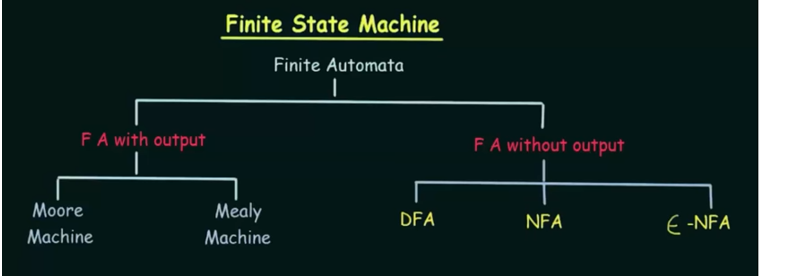 Finite State Machine
Finite Automata
F A with output
F A without output
Moore
Machine
Mealy
Machine
DFA
NFA
Є -NFA